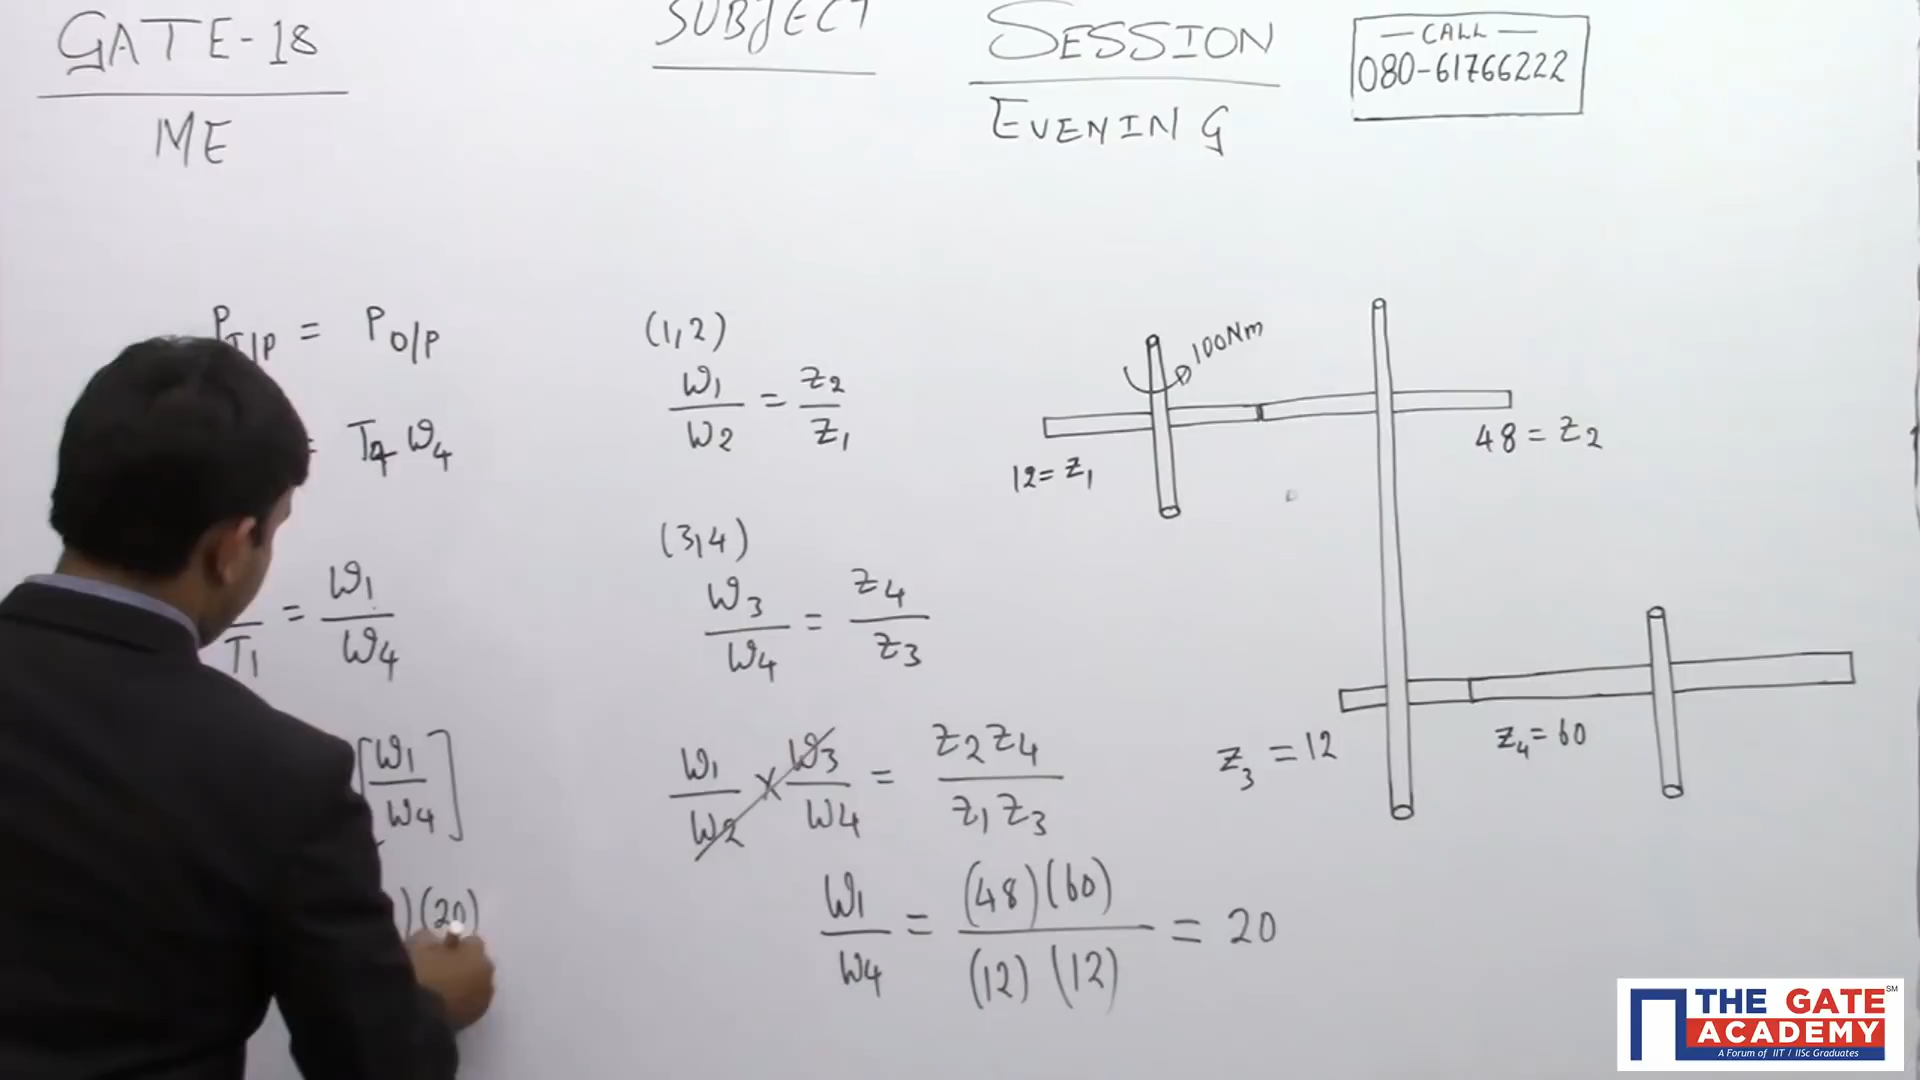 GATE-18
ME
SUBJECT
SESSION
EVENING
— CALL —
080-61766222
P I/P = P O/P
= T4 ω4
T1 = ω1/ω4
[ω1/ω4]
)(20)
(1,2)
ω1/ω2 = Z2/Z1
(3,4)
ω3/ω4 = Z4/Z3
ω1/ω2 × ω3/ω4 = Z2Z4/Z1Z3
ω1/ω4 = (48)(60)/(12)(12) = 20
100Nm
12=Z1
48=Z2
Z3=12
Z4=60
THE GATE SM
ACADEMY
A Forum of IIT / IISc Graduates